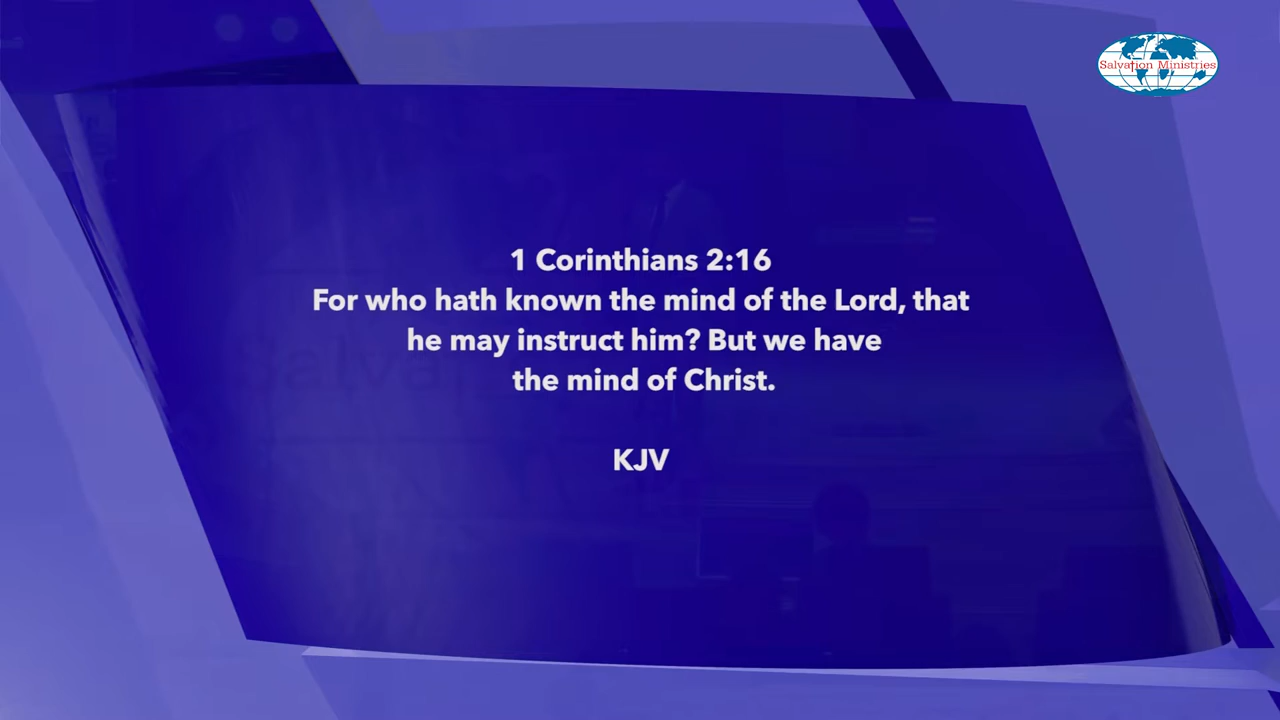 Salvation Ministries
1 Corinthians 2:16
For who hath known the mind of the Lord, that
he may instruct him? But we have
the mind of Christ.
KJV